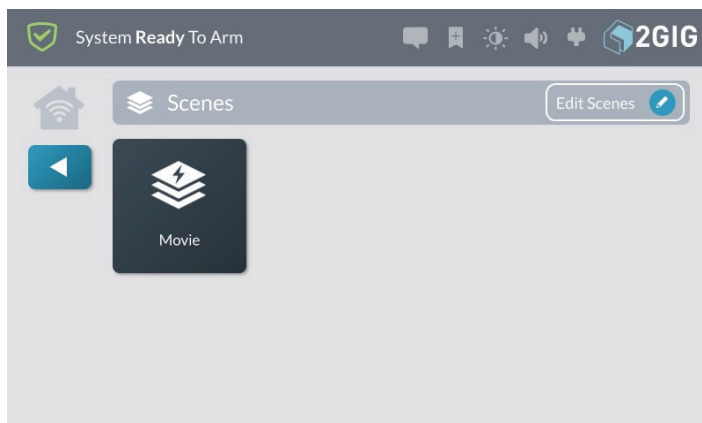 System Ready To Arm
2GIG
Scenes
Edit Scenes
Movie